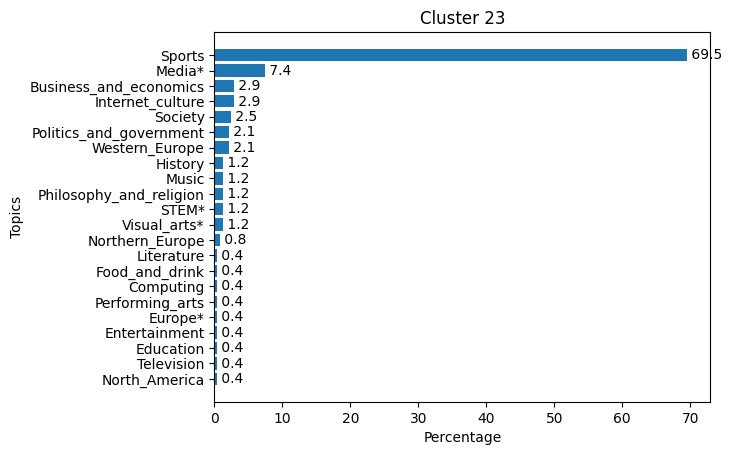 Cluster 23
Topics
Sports 69.5
Media* 7.4
Business_and_economics 2.9
Internet_culture 2.9
Society 2.5
Politics_and_government 2.1
Western_Europe 2.1
History 1.2
Music 1.2
Philosophy_and_religion 1.2
STEM* 1.2
Visual_arts* 1.2
Northern_Europe 0.8
Literature 0.4
Food_and_drink 0.4
Computing 0.4
Performing_arts 0.4
Europe* 0.4
Entertainment 0.4
Education 0.4
Television 0.4
North_America 0.4
0 10 20 30 40 50 60 70
Percentage